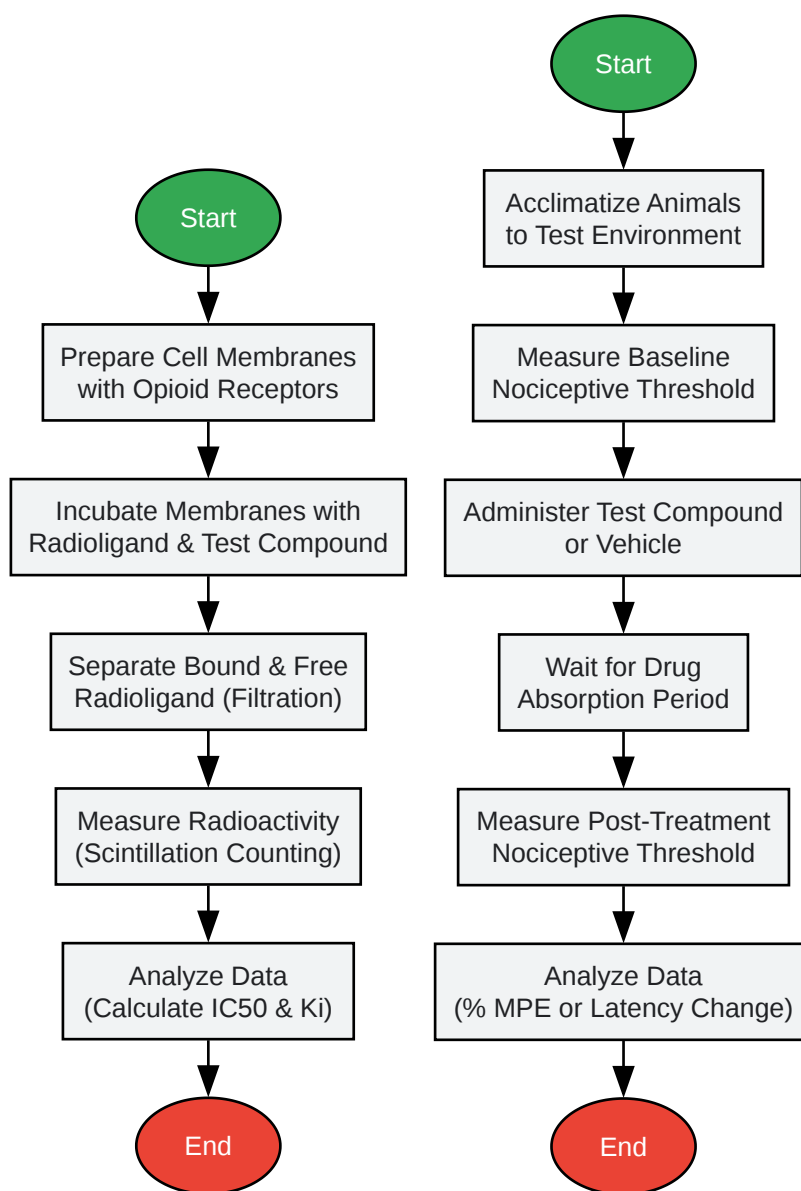 Start
Prepare Cell Membranes
with Opioid Receptors
Incubate Membranes with
Radioligand & Test Compound
Separate Bound & Free
Radioligand (Filtration)
Measure Radioactivity
(Scintillation Counting)
Analyze Data
(Calculate IC50 & Ki)
End
Start
Acclimatize Animals
to Test Environment
Measure Baseline
Nociceptive Threshold
Administer Test Compound
or Vehicle
Wait for Drug
Absorption Period
Measure Post-Treatment
Nociceptive Threshold
Analyze Data
(% MPE or Latency Change)
End